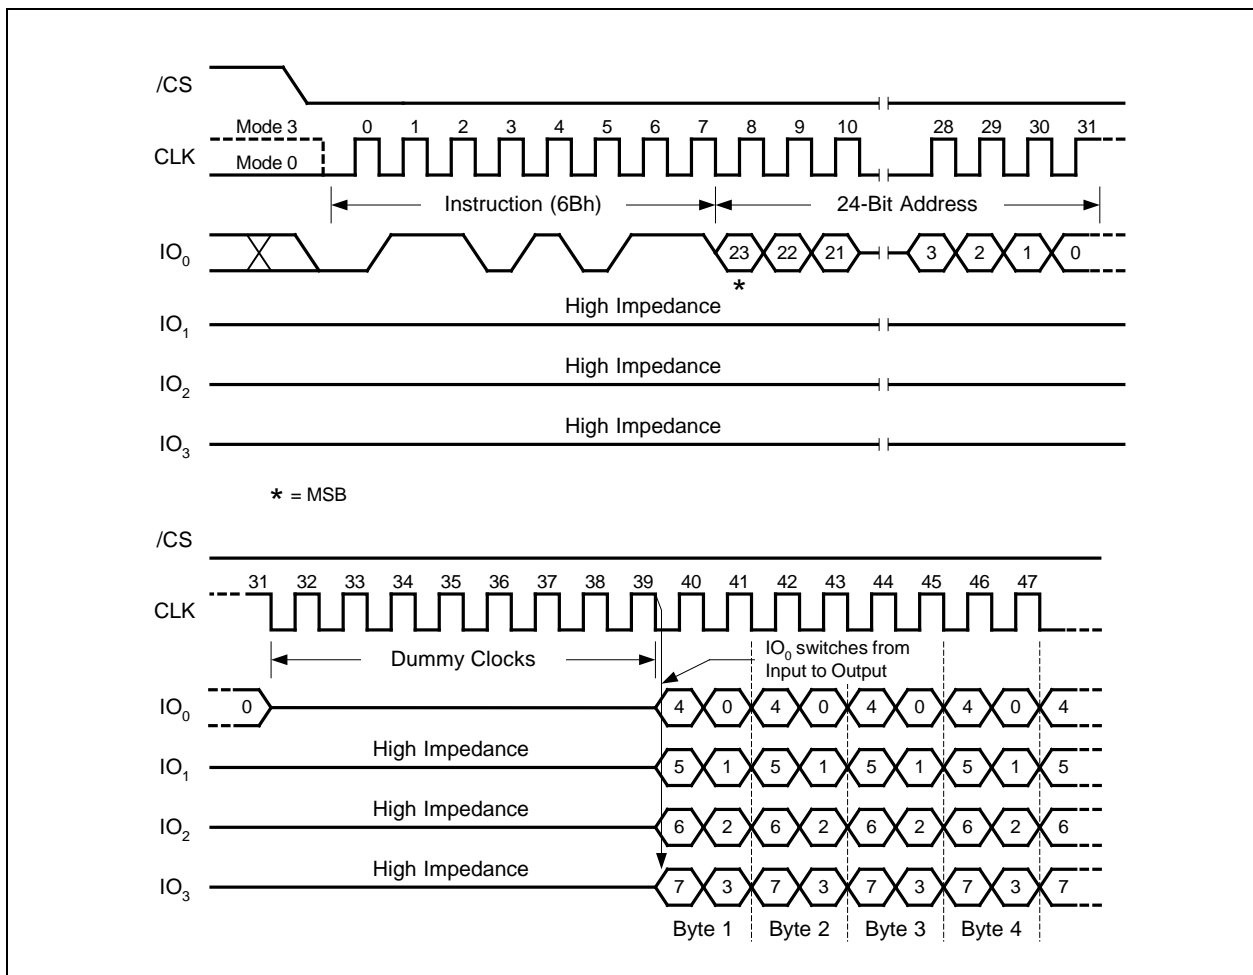 /CS
Mode 3 0 1 2 3 4 5 6 7 8 9 10 28 29 30 31
CLK
Mode 0
Instruction (6Bh) 24-Bit Address
IO0 23 22 21 3 2 1 0
*
High Impedance
IO1
High Impedance
IO2
High Impedance
IO3
* = MSB
/CS
31 32 33 34 35 36 37 38 39 40 41 42 43 44 45 46 47
CLK
Dummy Clocks
IO0 switches from
Input to Output
IO0 0 4 0 4 0 4 0 4 0 4
High Impedance
IO1 5 1 5 1 5 1 5 1 5
High Impedance
IO2 6 2 6 2 6 2 6 2 6
High Impedance
IO3 7 3 7 3 7 3 7 3 7
Byte 1 Byte 2 Byte 3 Byte 4